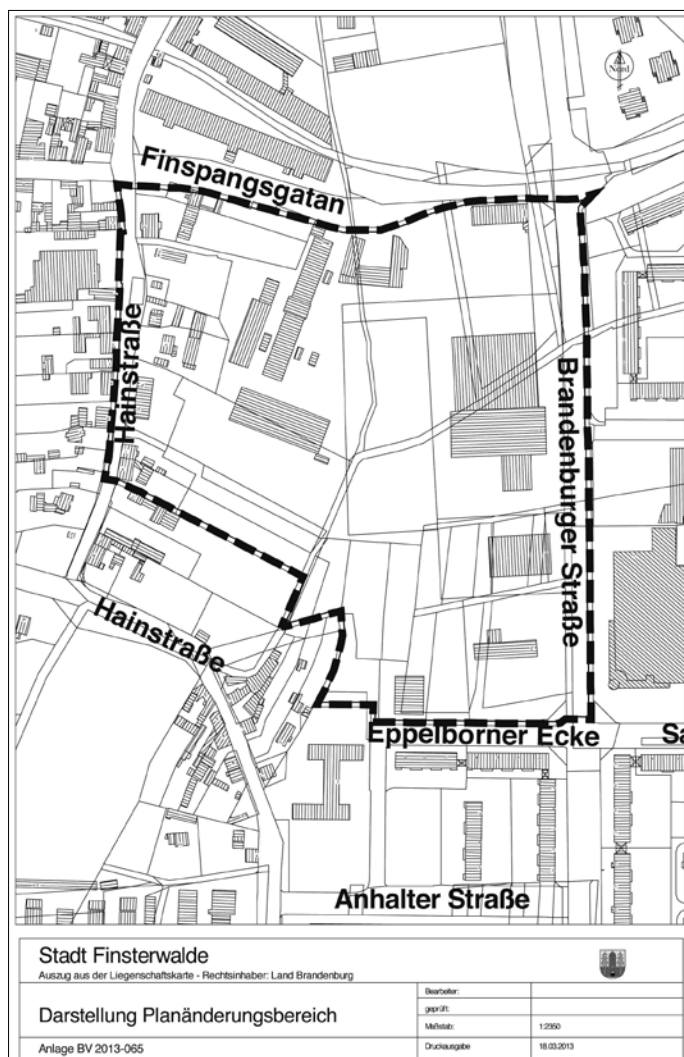 Nord
Finspangsgatan
Hainstraße
Brandenburger Straße
Hainstraße
Eppelborner Ecke
Sa
Anhalter Straße
Stadt Finsterwalde
Auszug aus der Liegenschaftskarte - Rechtsinhaber: Land Brandenburg
Darstellung Planänderungsbereich
Anlage BV 2013-065
Bearbeiter:
geprüft:
Maßstab: 1:2350
Druckausgabe 18.03.2013